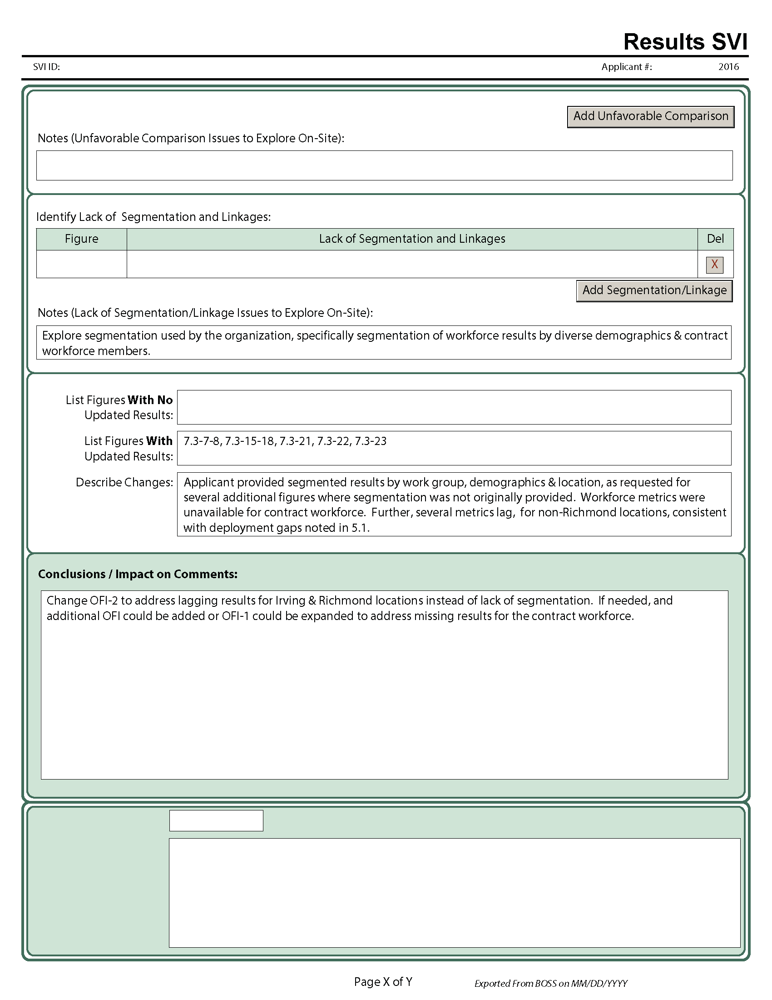 Results SVI
SVI ID: Applicant #: 2016
Add Unfavorable Comparison
Notes (Unfavorable Comparison Issues to Explore On-Site):
Identify Lack of  Segmentation and Linkages:
Figure Lack of Segmentation and Linkages Del
X
Add Segmentation/Linkage
Notes (Lack of Segmentation/Linkage Issues to Explore On-Site):
Explore segmentation used by the organization, specifically segmentation of workforce results by diverse demographics & contract
workforce members.
List Figures With No
Updated Results:
List Figures With
Updated Results:
7.3-7-8, 7.3-15-18, 7.3-21, 7.3-22, 7.3-23
Describe Changes:
Applicant provided segmented results by work group, demographics & location, as requested for
several additional figures where segmentation was not originally provided.  Workforce metrics were
unavailable for contract workforce.  Further, several metrics lag,  for non-Richmond locations, consistent
with deployment gaps noted in 5.1.
Conclusions / Impact on Comments:
Change OFI-2 to address lagging results for Irving & Richmond locations instead of lack of segmentation.  If needed, and
additional OFI could be added or OFI-1 could be expanded to address missing results for the contract workforce.
Page X of Y
Exported From BOSS on MM/DD/YYYY